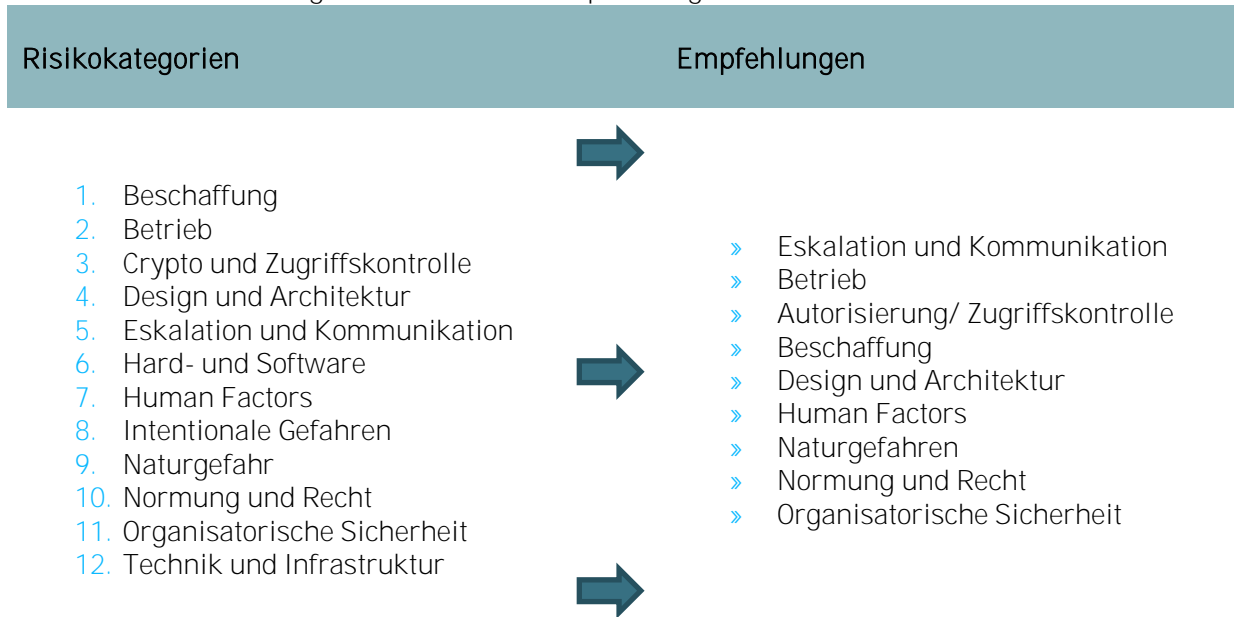 Risikokategorien
Empfehlungen
1. Beschaffung
2. Betrieb
3. Crypto und Zugriffskontrolle
4. Design und Architektur
5. Eskalation und Kommunikation
6. Hard- und Software
7. Human Factors
8. Intentionale Gefahren
9. Naturgefahr
10. Normung und Recht
11. Organisatorische Sicherheit
12. Technik und Infrastruktur
» Eskalation und Kommunikation
» Betrieb
» Autorisierung/ Zugriffskontrolle
» Beschaffung
» Design und Architektur
» Human Factors
» Naturgefahren
» Normung und Recht
» Organisatorische Sicherheit